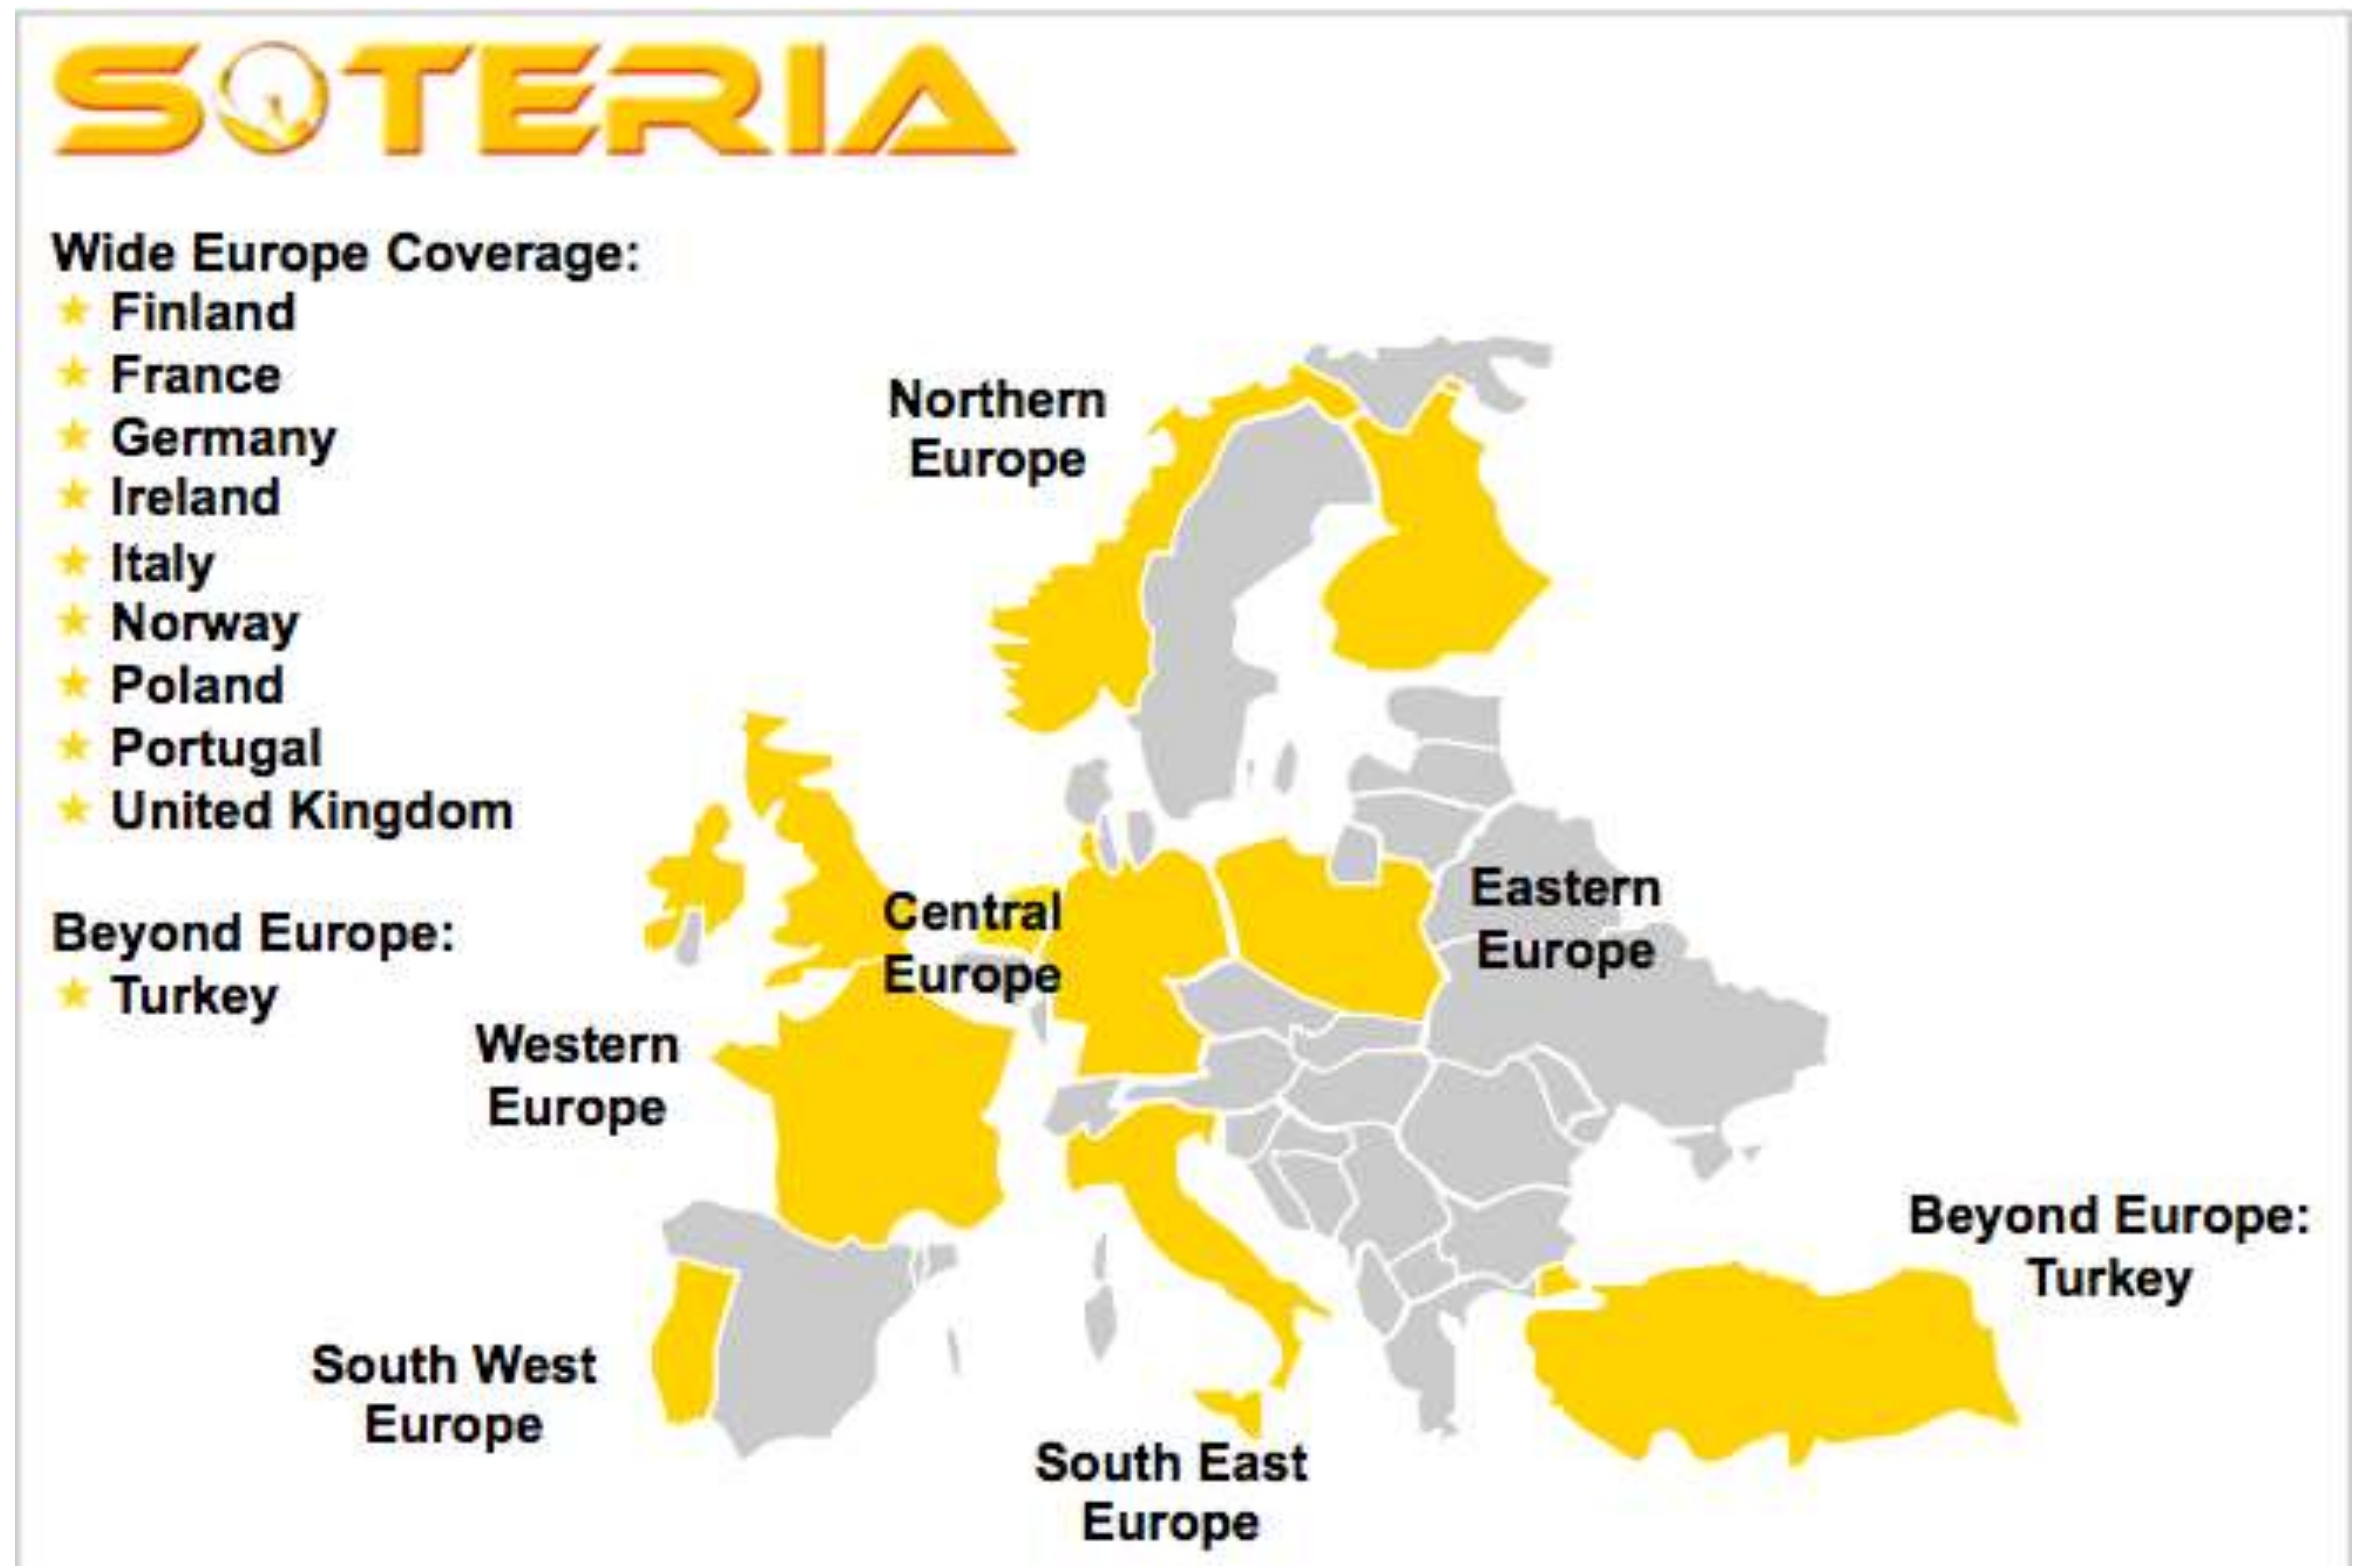 SOTERIA
Wide Europe Coverage:
Finland
France
Germany
Ireland
Italy
Norway
Poland
Portugal
United Kingdom
Beyond Europe:
Turkey
Northern
Europe
Central
Europe
Eastern
Europe
Western
Europe
Beyond Europe:
Turkey
South West
Europe
South East
Europe